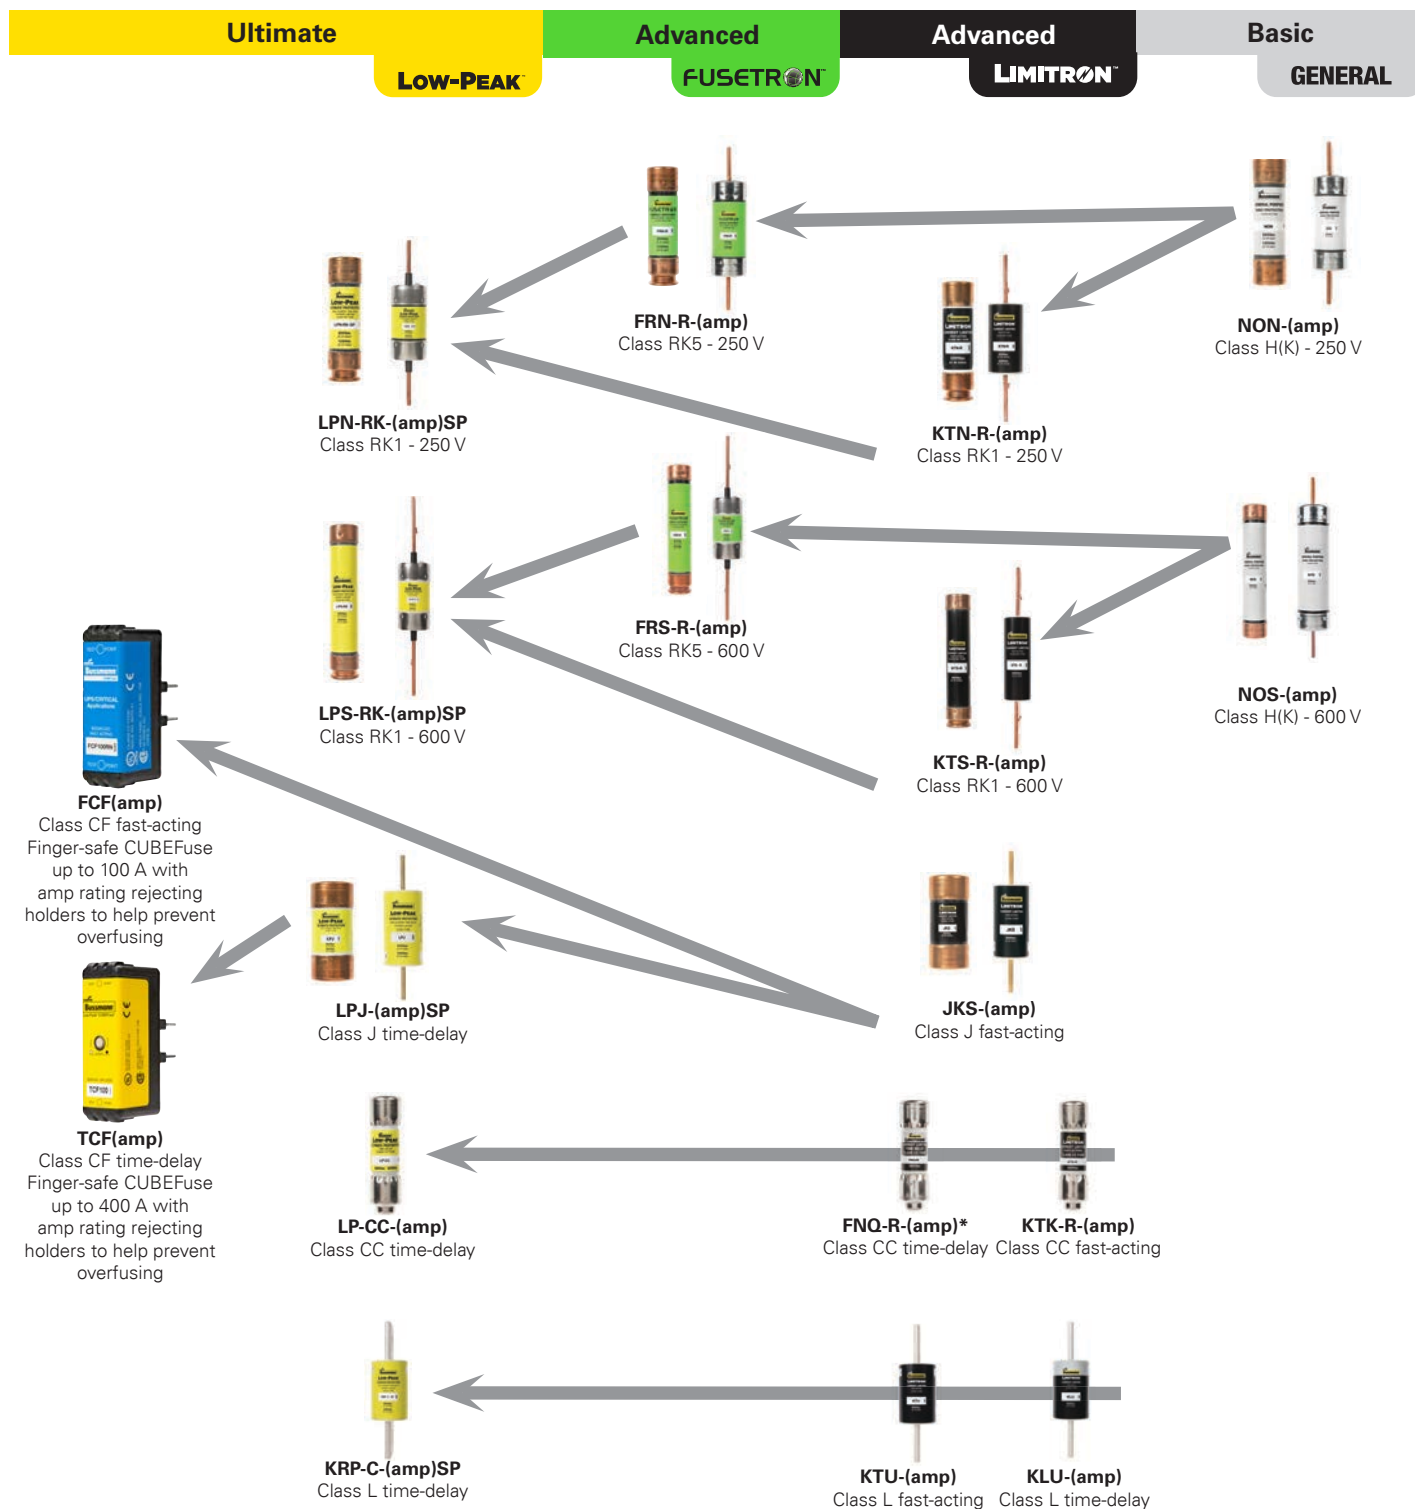 Ultimate
Advanced
Advanced
Basic
LOW-PEAK™
FUSETRON™
LIMITRON™
GENERAL
FRN-R-(amp)
Class RK5 - 250 V
NON-(amp)
Class H(K) - 250 V
LPN-RK-(amp)SP
Class RK1 - 250 V
KTN-R-(amp)
Class RK1 - 250 V
FRS-R-(amp)
Class RK5 - 600 V
NOS-(amp)
Class H(K) - 600 V
LPS-RK-(amp)SP
Class RK1 - 600 V
KTS-R-(amp)
Class RK1 - 600 V
Bussmann
FCF100RN
FCF(amp)
Class CF fast-acting
Finger-safe CUBEFuse
up to 100 A with
amp rating rejecting
holders to help prevent
overfusing
LPJ-(amp)SP
Class J time-delay
JKS-(amp)
Class J fast-acting
Bussmann
TCF100
TCF(amp)
Class CF time-delay
Finger-safe CUBEFuse
up to 400 A with
amp rating rejecting
holders to help prevent
overfusing
LP-CC-(amp)
Class CC time-delay
FNQ-R-(amp)*
Class CC time-delay
KTK-R-(amp)
Class CC fast-acting
KRP-C-(amp)SP
Class L time-delay
KTU-(amp)
Class L fast-acting
KLU-(amp)
Class L time-delay